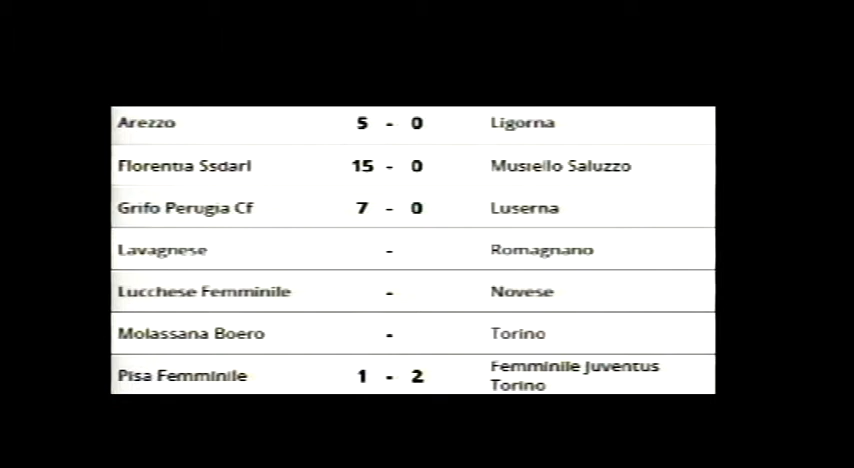 Arezzo 5 - 0 Ligorna
Florentia Ssdarl 15 - 0 Musiello Saluzzo
Grifo Perugia Cf 7 - 0 Luserna
Lavagnese - Romagnano
Lucchese Femminile - Novese
Molassana Boero - Torino
Pisa Femminile 1 - 2 Femminile Juventus
Torino